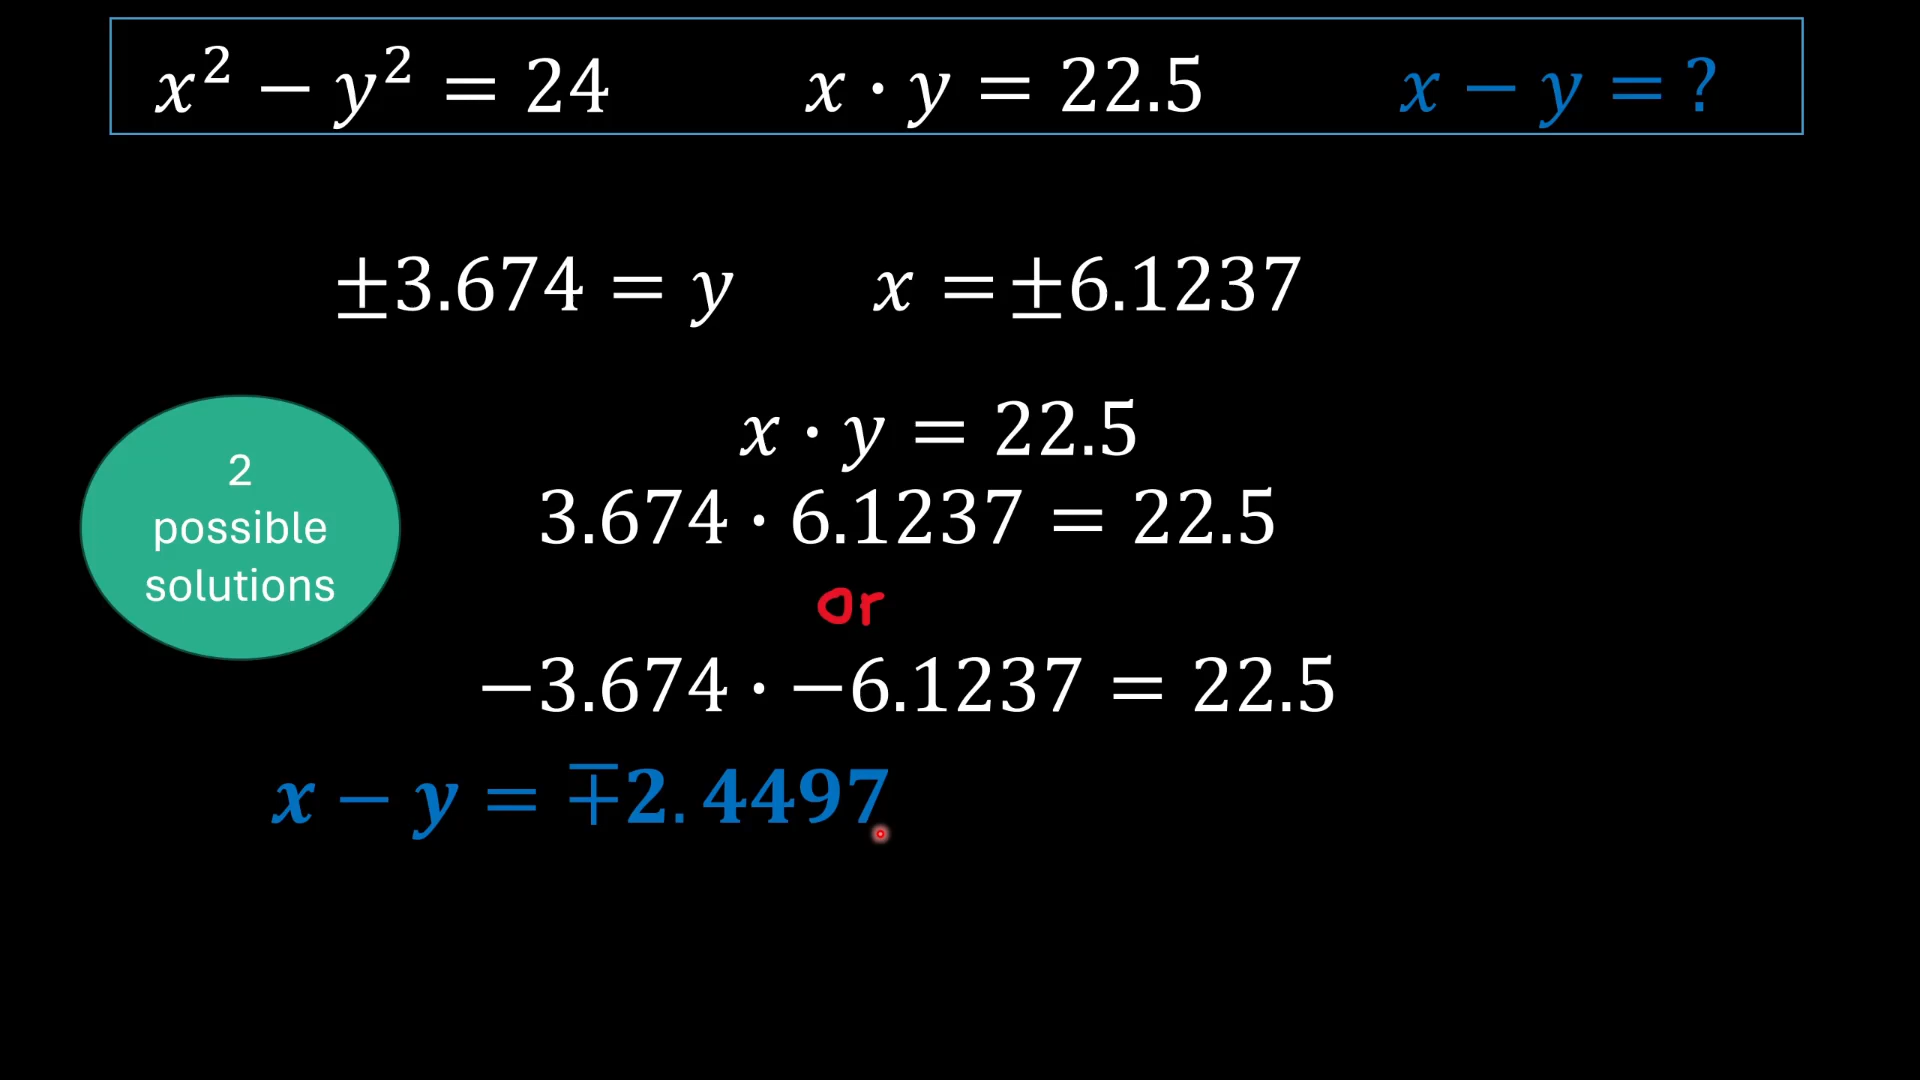 x² − y² = 24 x · y = 22.5 x − y = ?
±3.674 = y x = ±6.1237
x · y = 22.5
3.674 · 6.1237 = 22.5
or
−3.674 · −6.1237 = 22.5
x − y = ∓2.4497
2
possible
solutions